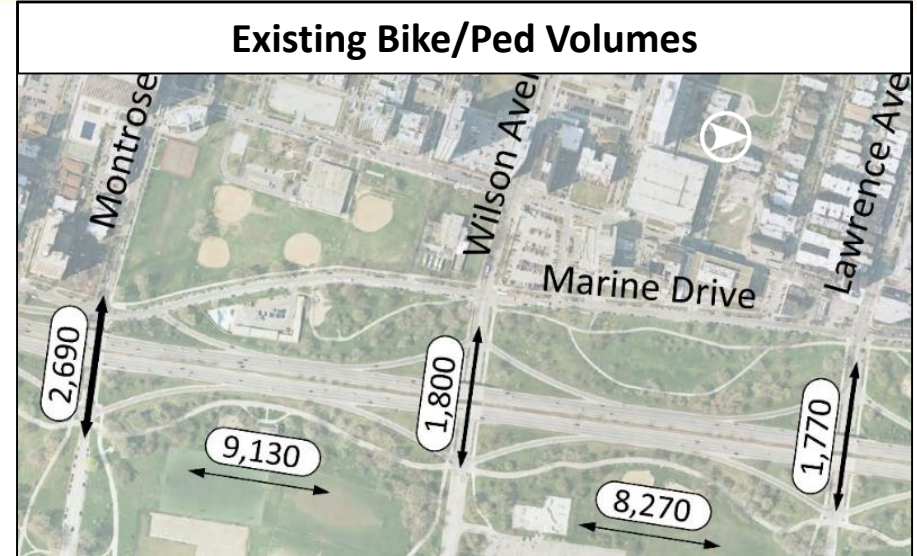 Existing Bike/Ped Volumes
Montrose
Wilson Aven
Lawrence Ave
Marine Drive
2,690
1,800
1,770
9,130
8,270